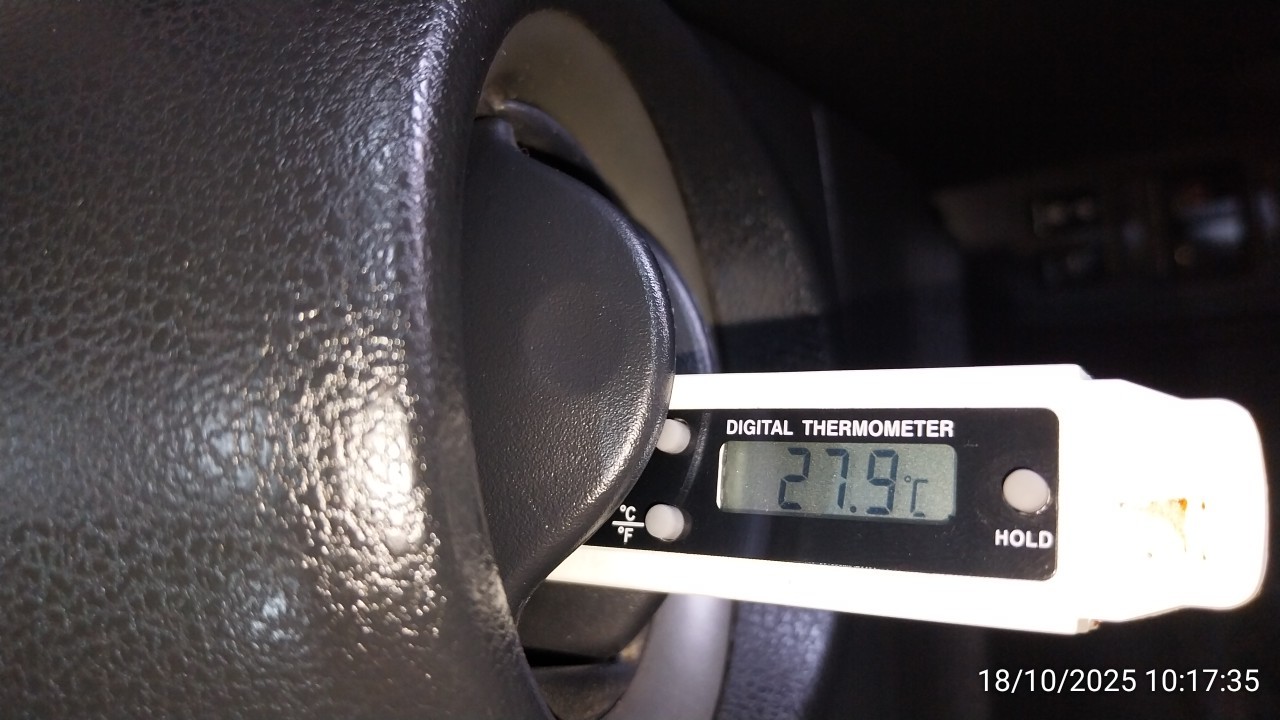 DIGITAL THERMOMETER
27.9°C
°C
°F
HOLD
18/10/2025 10:17:35